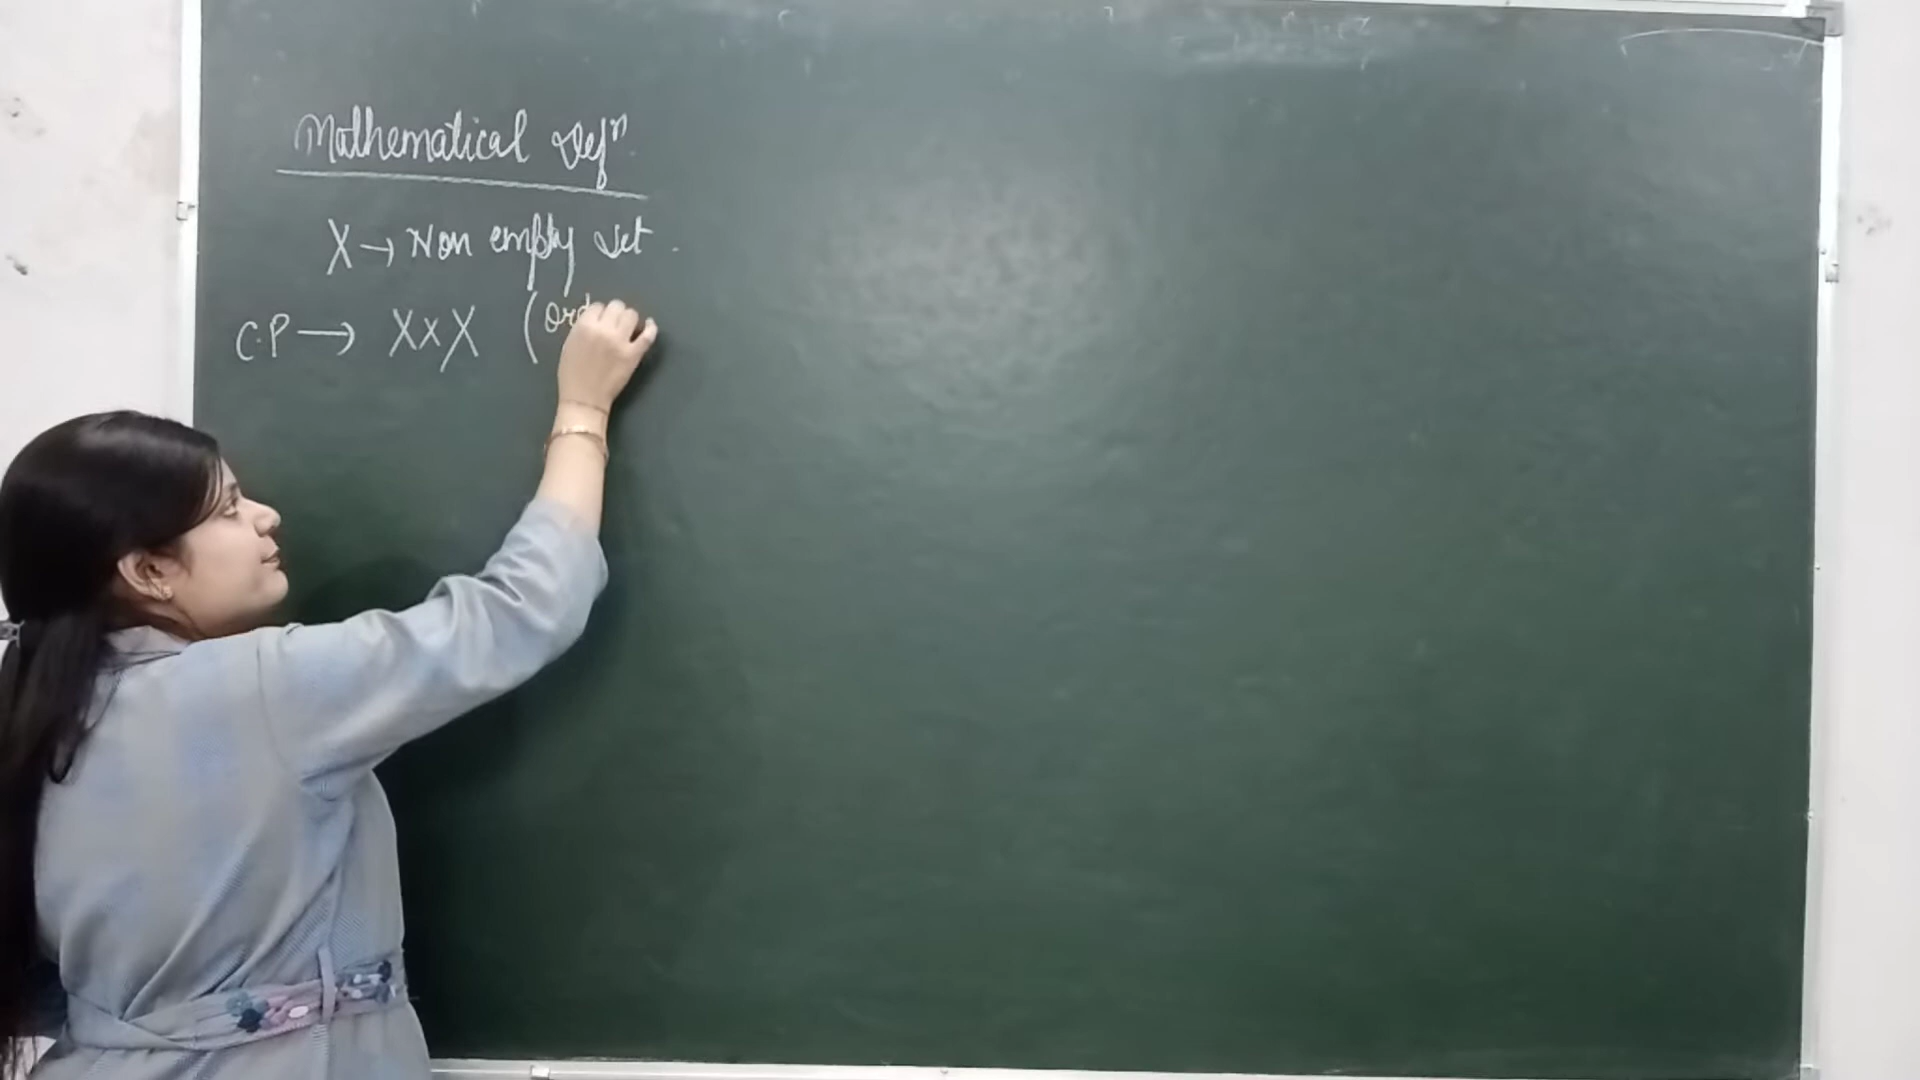 Mathematical Defn.
X → Non empty Set.
C.P → X x X (Ord